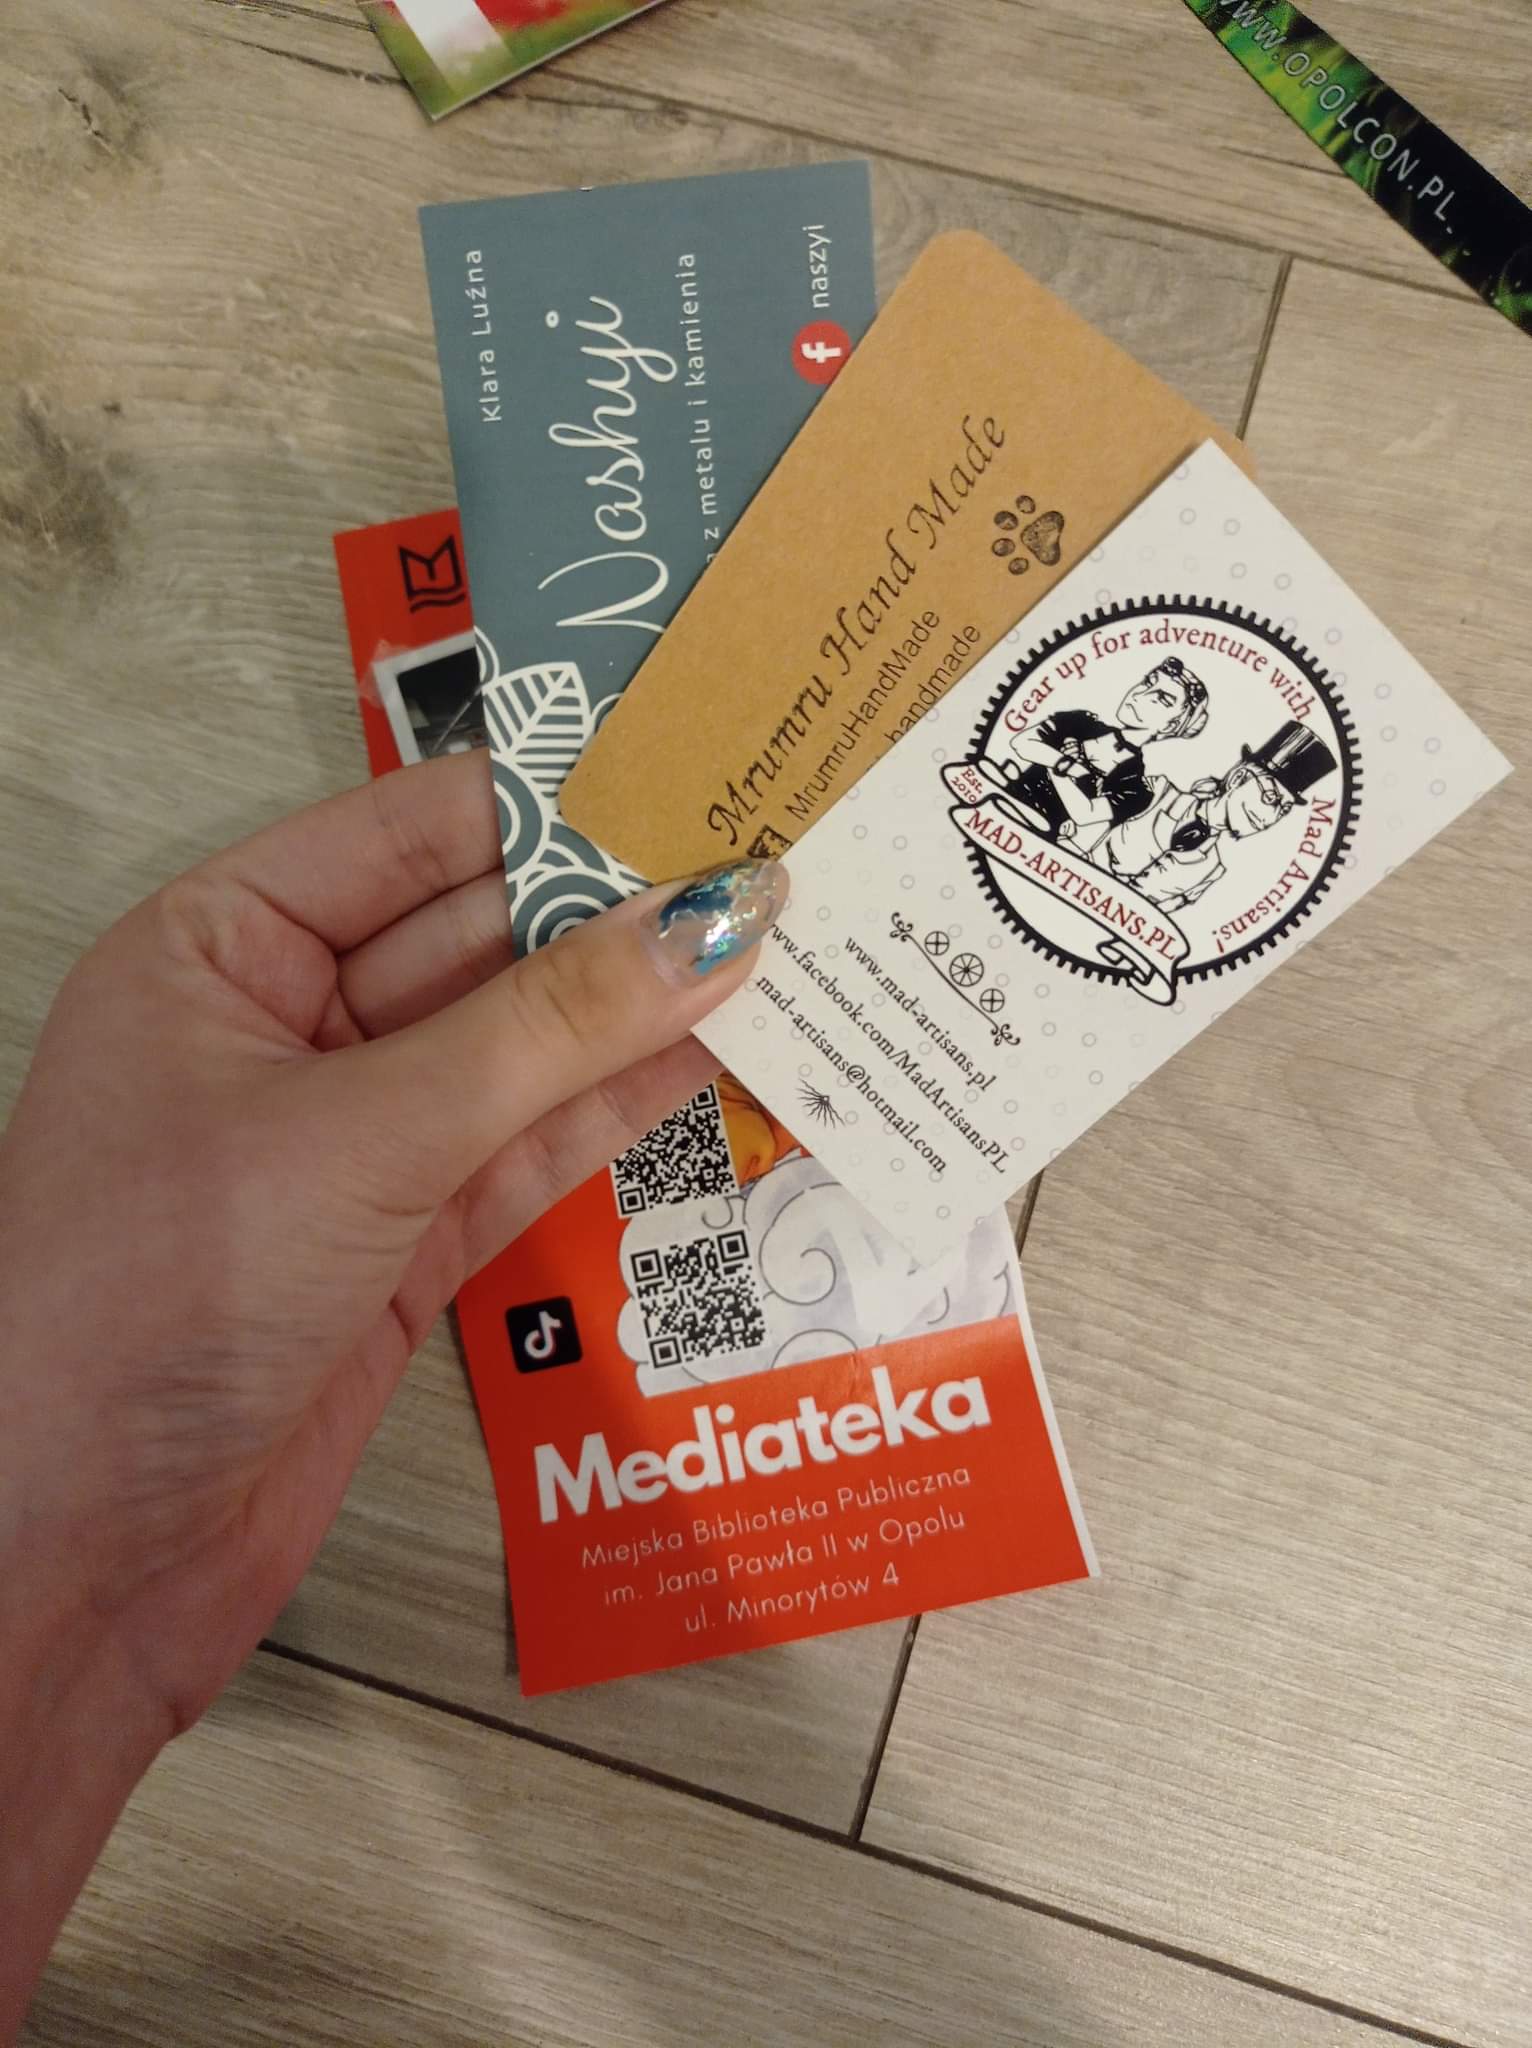 WWW.OPOLCON.PL
Klara Luźna
Nashyji
z metalu i kamienia
f naszyi
Mrumru Hand Made
MrumruHandMade
handmade
Gear up for adventure with
Mad Artisans!
Est.
2010
MAD-ARTISANS.PL
www.mad-artisans.pl
www.facebook.com/MadArtisansPL
mad-artisans@hotmail.com
Mediateka
Miejska Biblioteka Publiczna
im. Jana Pawła II w Opolu
ul. Minorytów 4